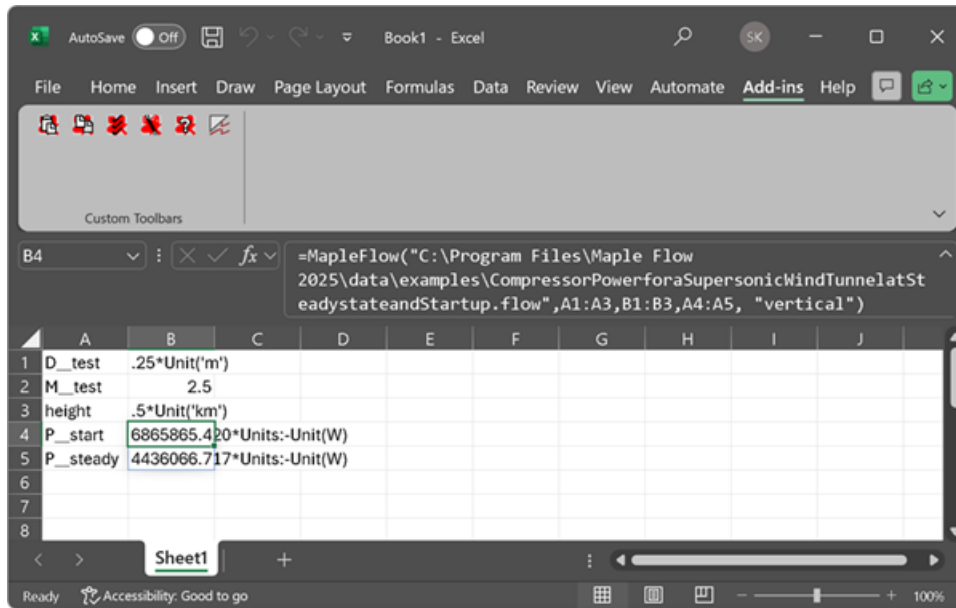 AutoSave Off Book1 - Excel SK
File Home Insert Draw Page Layout Formulas Data Review View Automate Add-ins Help
Custom Toolbars
B4 fx =MapleFlow("C:\Program Files\Maple Flow
2025\data\examples\CompressorPowerforaSupersonicWindTunnelatSt
eadystateandStartup.flow",A1:A3,B1:B3,A4:A5, "vertical")
A B C D E F G H I J
1 D__test .25*Unit('m')
2 M__test 2.5
3 height .5*Unit('km')
4 P__start 6865865.420*Units:-Unit(W)
5 P__steady 4436066.717*Units:-Unit(W)
6
7
8
Sheet1
Ready Accessibility: Good to go 100%